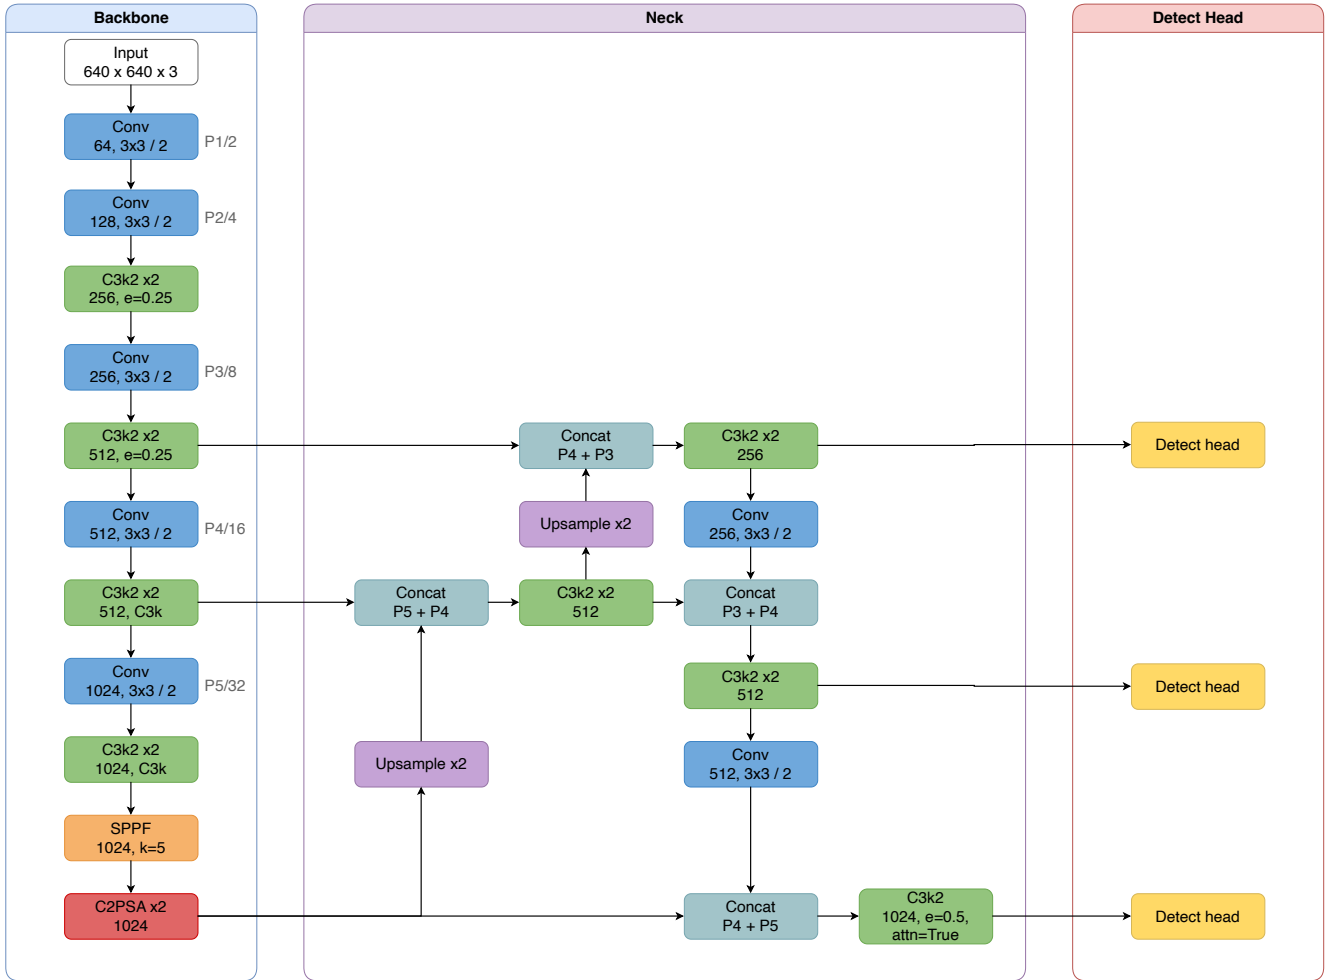 Backbone
Input
640 x 640 x 3
Conv
64, 3x3 / 2
P1/2
Conv
128, 3x3 / 2
P2/4
C3k2 x2
256, e=0.25
Conv
256, 3x3 / 2
P3/8
C3k2 x2
512, e=0.25
Conv
512, 3x3 / 2
P4/16
C3k2 x2
512, C3k
Conv
1024, 3x3 / 2
P5/32
C3k2 x2
1024, C3k
SPPF
1024, k=5
C2PSA x2
1024
Neck
Concat
P5 + P4
Upsample x2
Concat
P4 + P3
Upsample x2
C3k2 x2
512
C3k2 x2
256
Conv
256, 3x3 / 2
Concat
P3 + P4
C3k2 x2
512
Conv
512, 3x3 / 2
Concat
P4 + P5
C3k2
1024, e=0.5,
attn=True
Detect Head
Detect head
Detect head
Detect head